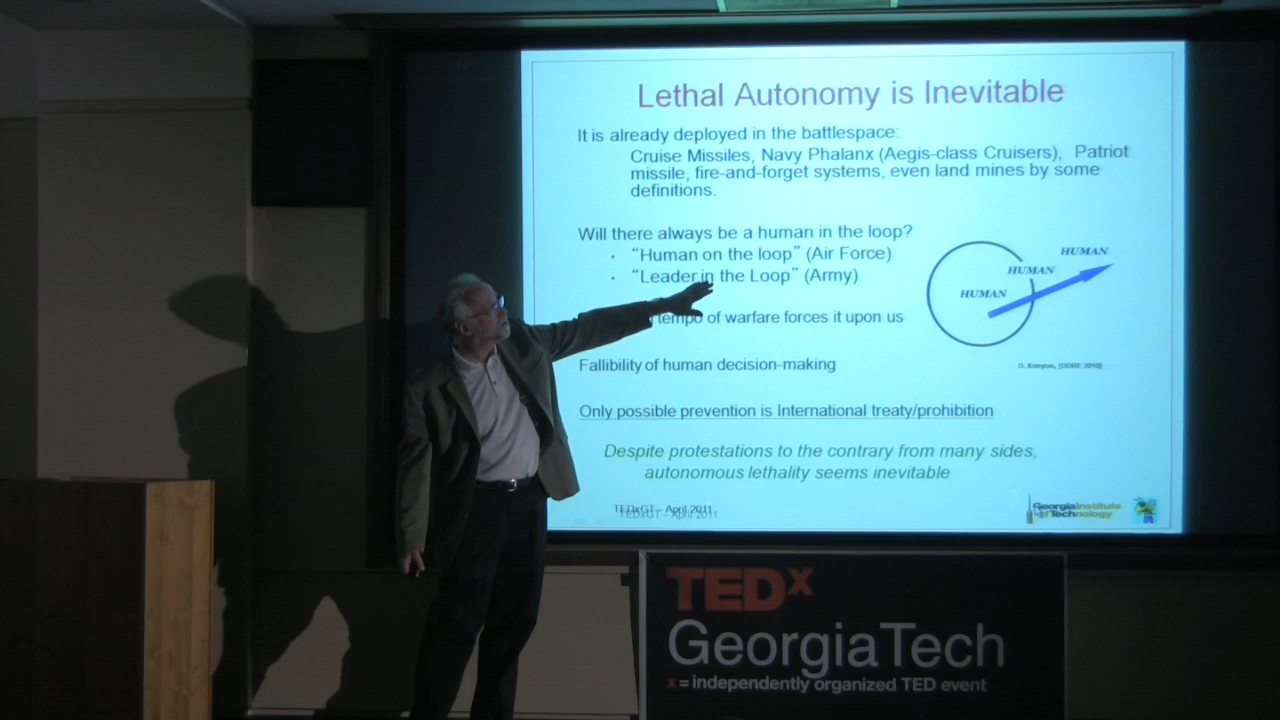 Lethal Autonomy is Inevitable
It is already deployed in the battlespace:
Cruise Missiles, Navy Phalanx (Aegis-class Cruisers), Patriot
missile, fire-and-forget systems, even land mines by some
definitions.
Will there always be a human in the loop?
· “Human on the loop” (Air Force)
· “Leader in the Loop” (Army)
HUMAN
HUMAN
HUMAN
tempo of warfare forces it upon us
Fallibility of human decision-making
Only possible prevention is International treaty/prohibition
Despite protestations to the contrary from many sides,
autonomous lethality seems inevitable
TEDxGT – April 2011
TEDxGT – April 2011
GeorgiaInstitute
of Technology
TEDx
GeorgiaTech
x = independently organized TED event